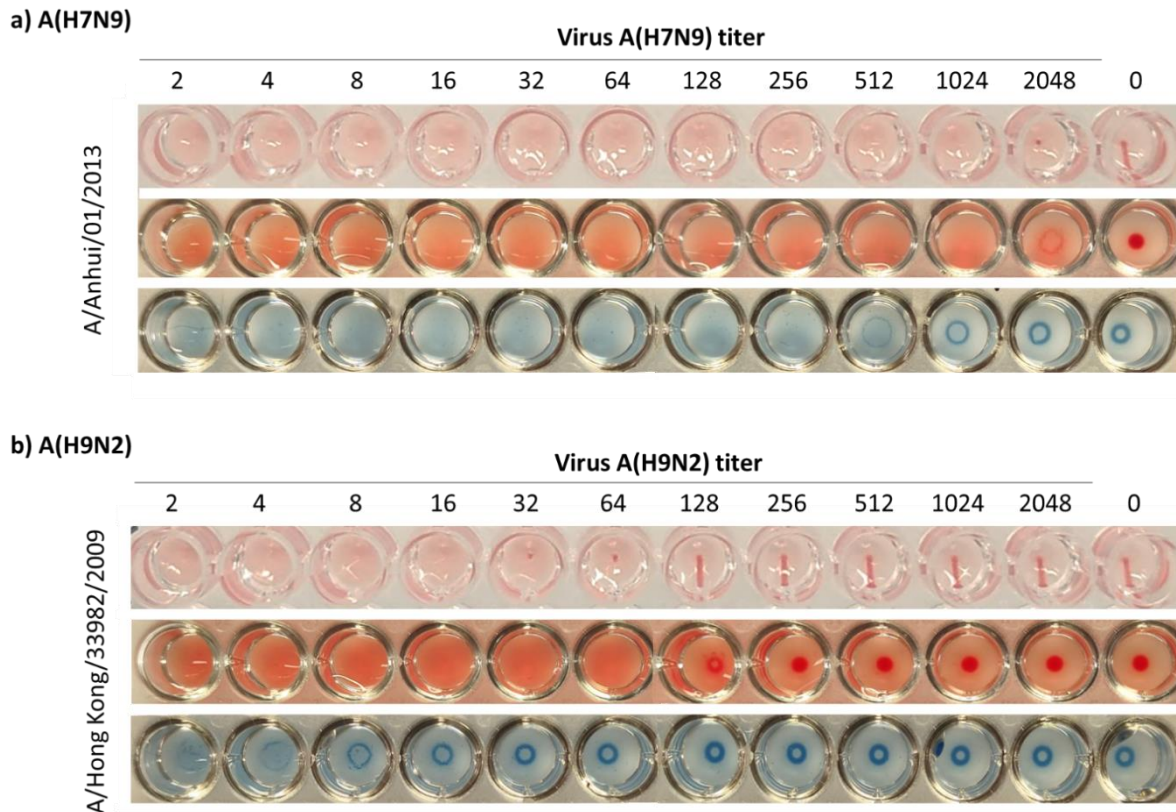 a) A(H7N9)
Virus A(H7N9) titer
2 4 8 16 32 64 128 256 512 1024 2048 0
A/Anhui/01/2013
b) A(H9N2)
Virus A(H9N2) titer
2 4 8 16 32 64 128 256 512 1024 2048 0
A/Hong Kong/33982/2009